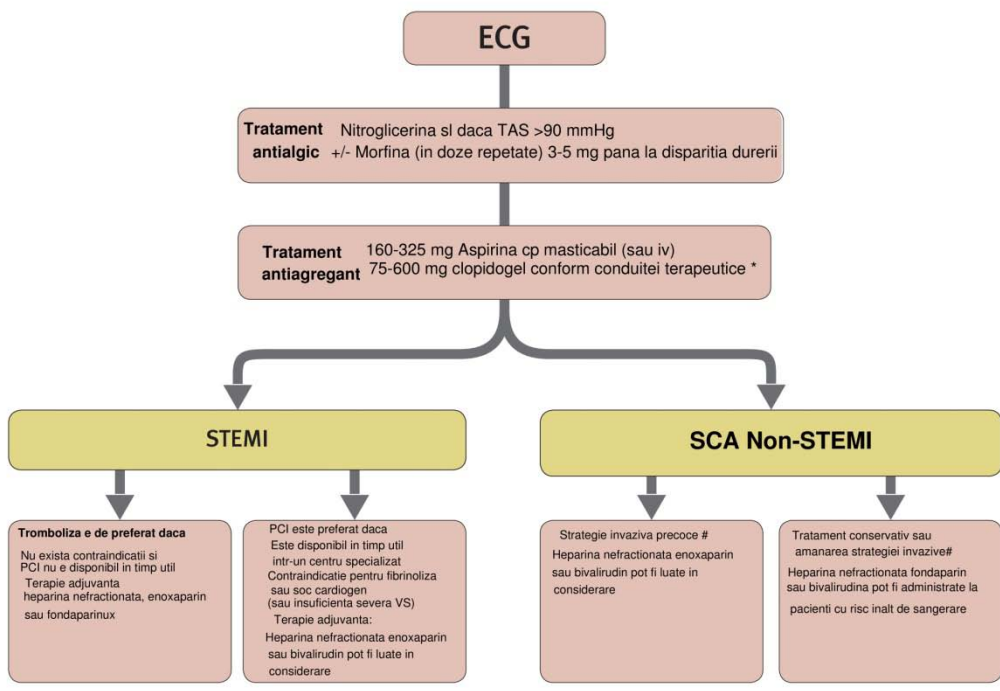 ECG
Tratament Nitroglicerina sl daca TAS >90 mmHg
antialgic +/- Morfina (in doze repetate) 3-5 mg pana la disparitia durerii
Tratament 160-325 mg Aspirina cp masticabil (sau iv)
antiagregant 75-600 mg clopidogel conform conduitei terapeutice *
STEMI
SCA Non-STEMI
Tromboliza e de preferat daca
Nu exista contraindicatii si
PCI nu e disponibil in timp util
Terapie adjuvanta
heparina nefractionata, enoxaparin
sau fondaparinux
PCI este preferat daca
Este disponibil in timp util
intr-un centru specializat
Contraindicatie pentru fibrinoliza
sau soc cardiogen
(sau insuficienta severa VS)
Terapie adjuvanta:
Heparina nefractionata enoxaparin
sau bivalirudin pot fi luate in
considerare
Strategie invaziva precoce #
Heparina nefractionata enoxaparin
sau bivalirudin pot fi luate in
considerare
Tratament conservativ sau
amanarea strategiei invazive#
Heparina nefractionata fondaparin
sau bivalirudina pot fi administrate la
pacienti cu risc inalt de sangerare